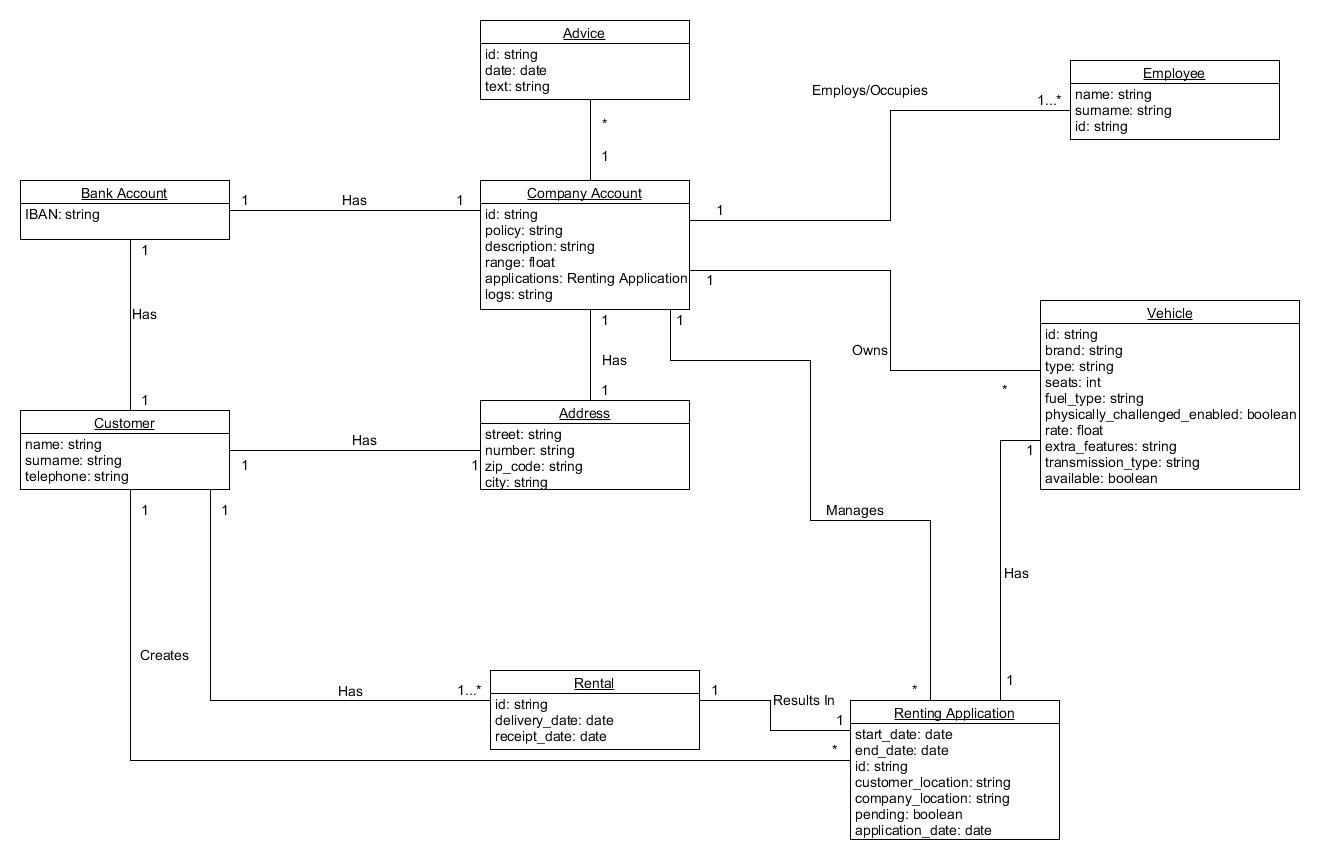 Advice
id: string
date: date
text: string
*
1
Employs/Occupies
1...*
Employee
name: string
surname: string
id: string
Bank Account
IBAN: string
1
Has
1
Company Account
id: string
policy: string
description: string
range: float
applications: Renting Application
logs: string
1
1
1
Has
1
1
Has
1
1
Owns
*
Vehicle
id: string
brand: string
type: string
seats: int
fuel_type: string
physically_challenged_enabled: boolean
rate: float
extra_features: string
transmission_type: string
available: boolean
Customer
name: string
surname: string
telephone: string
1
Has
1
Address
street: string
number: string
zip_code: string
city: string
1
1
Manages
1
Has
1
Creates
Has
1...*
Rental
id: string
delivery_date: date
receipt_date: date
1
Results In
1
*
*
Renting Application
start_date: date
end_date: date
id: string
customer_location: string
company_location: string
pending: boolean
application_date: date